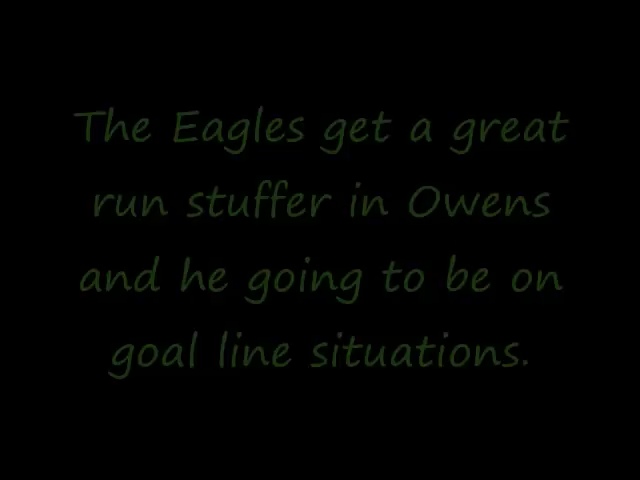 The Eagles get a great
run stuffer in Owens
and he going to be on
goal line situations.